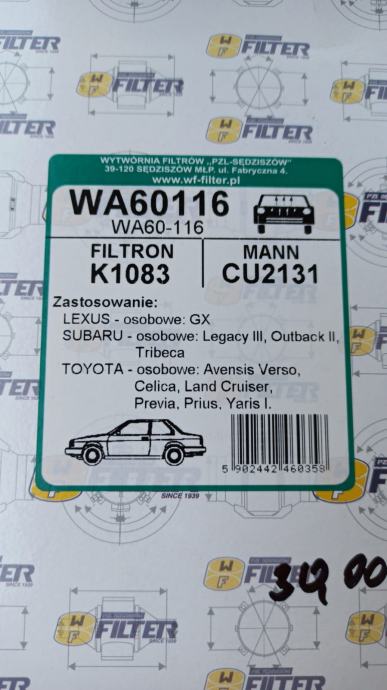 WYTWÓRNIA FILTRÓW „PZL-SĘDZISZÓW”
39-120 SĘDZISZÓW MŁP. ul. Fabryczna 4.
www.wf-filter.pl
WA60116
WA60-116
FILTRON
K1083
MANN
CU2131
Zastosowanie:
LEXUS - osobowe: GX
SUBARU - osobowe: Legacy III, Outback II,
Tribeca
TOYOTA - osobowe: Avensis Verso,
Celica, Land Cruiser,
Previa, Prius, Yaris I.
5 902442 460358
WF FILTER
SINCE 1939